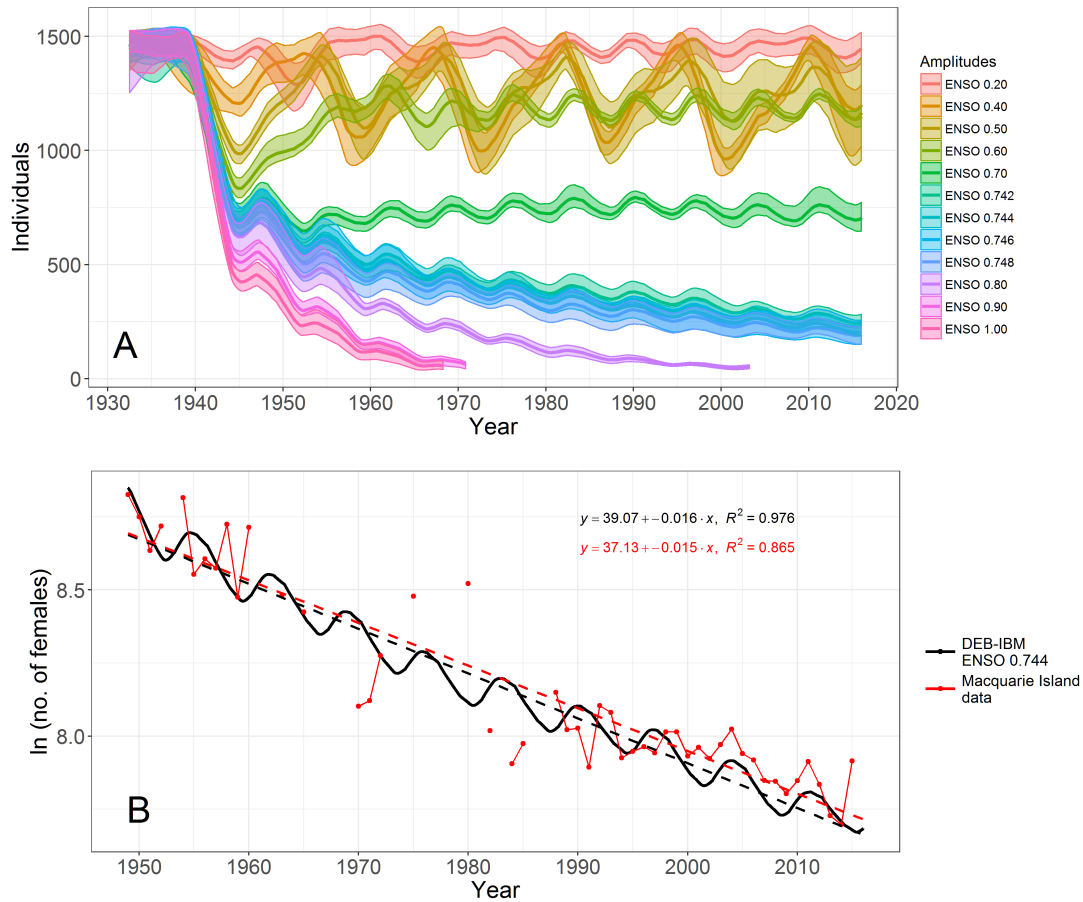 1500
1000
500
0
Individuals
A
1930 1940 1950 1960 1970 1980 1990 2000 2010 2020
Year
Amplitudes
ENSO 0.20
ENSO 0.40
ENSO 0.50
ENSO 0.60
ENSO 0.70
ENSO 0.742
ENSO 0.744
ENSO 0.746
ENSO 0.748
ENSO 0.80
ENSO 0.90
ENSO 1.00
8.5
8.0
ln (no. of females)
y = 39.07 + −0.016 · x, R² = 0.976
y = 37.13 + −0.015 · x, R² = 0.865
B
1950 1960 1970 1980 1990 2000 2010
Year
DEB-IBM
ENSO 0.744
Macquarie Island
data